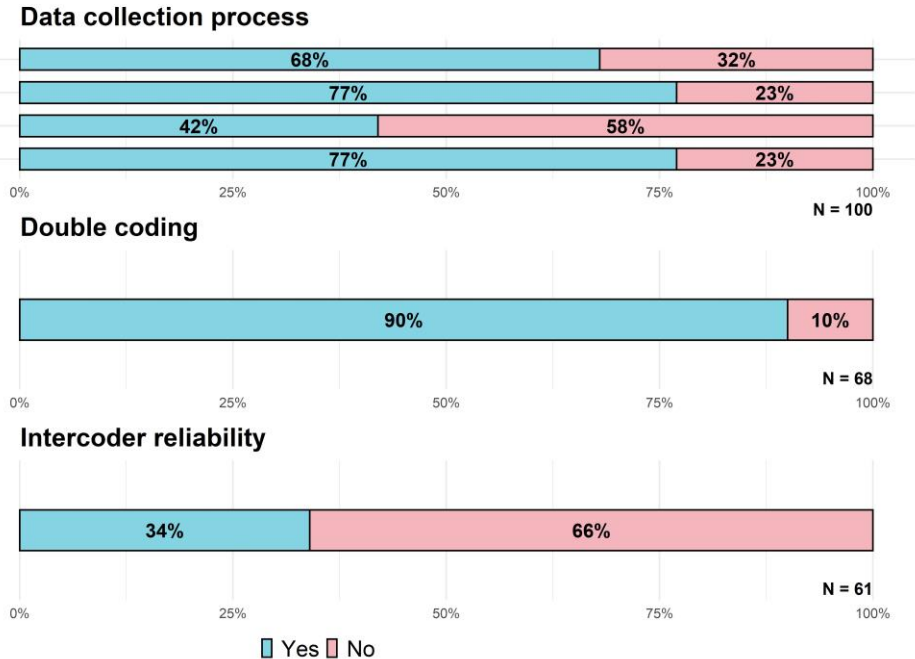 Data collection process
68% 32%
77% 23%
42% 58%
77% 23%
0% 25% 50% 75% 100%
N = 100
Double coding
90% 10%
N = 68
0% 25% 50% 75% 100%
Intercoder reliability
34% 66%
N = 61
0% 25% 50% 75% 100%
Yes No